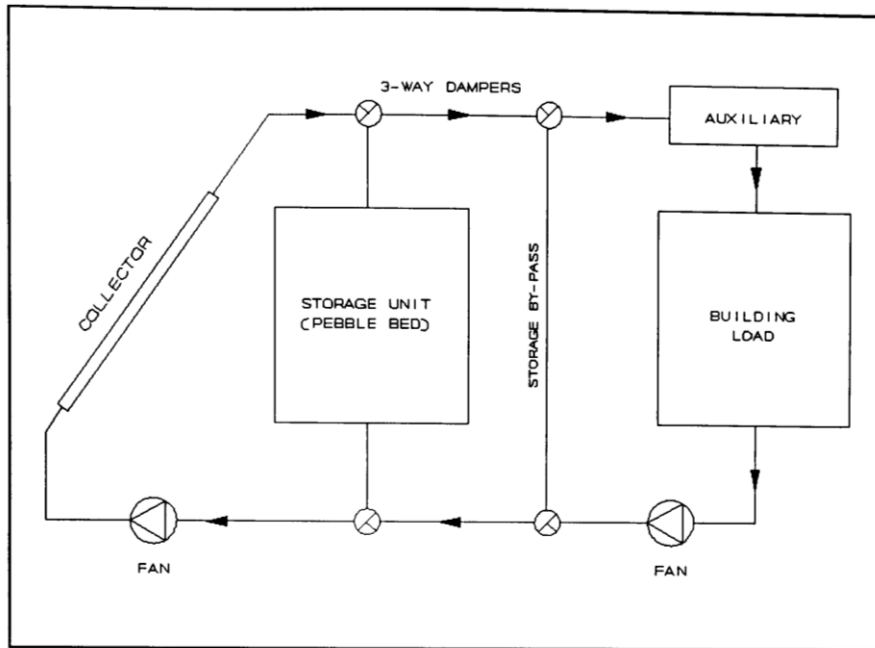 3-WAY DAMPERS
AUXILIARY
COLLECTOR
STORAGE UNIT
(PEBBLE BED)
STORAGE BY-PASS
BUILDING
LOAD
FAN
FAN